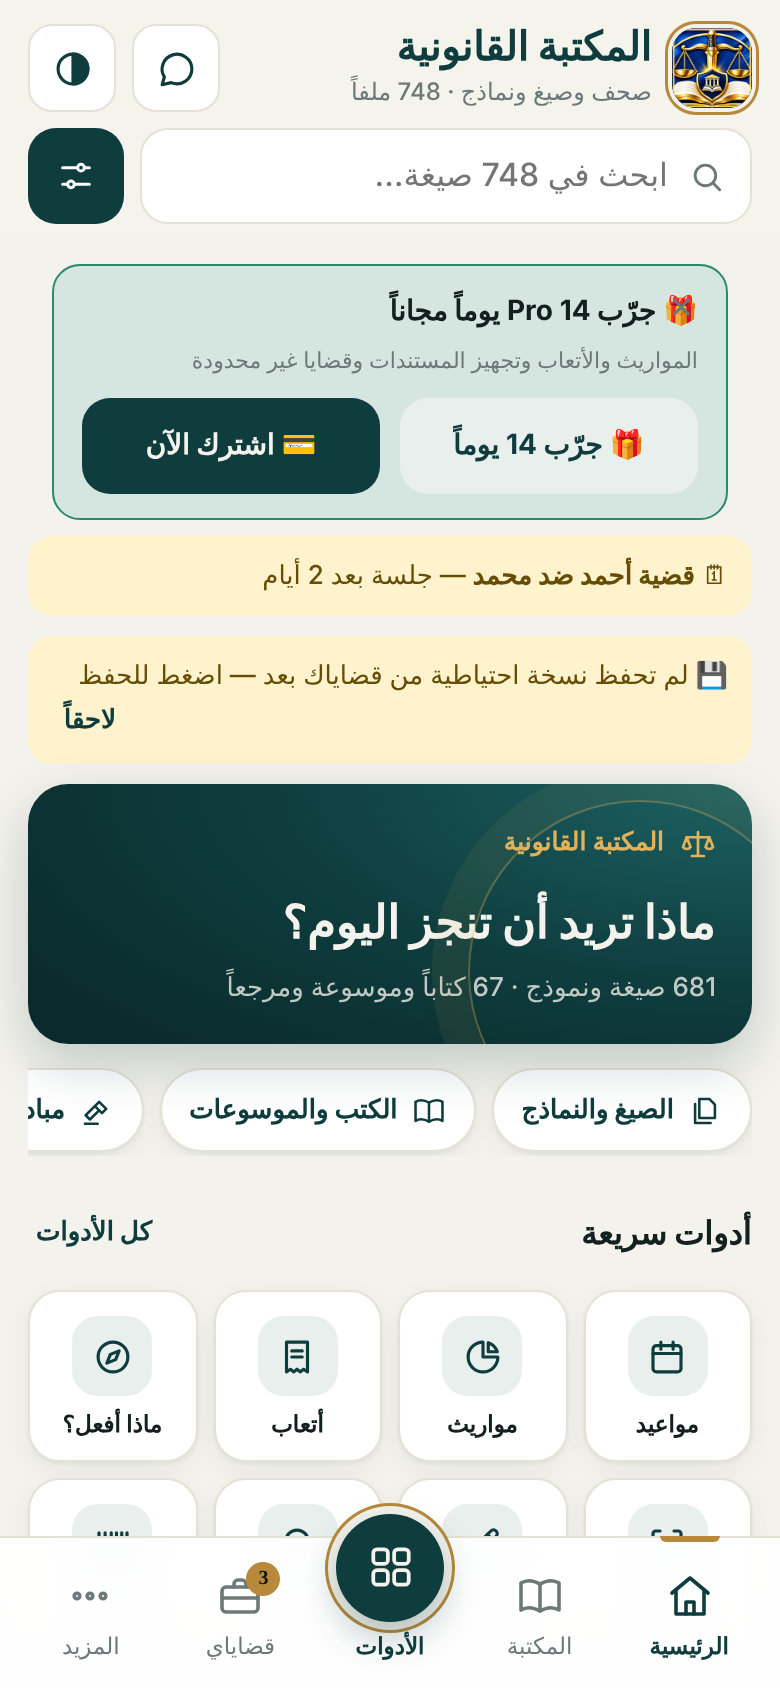 المكتبة القانونية
صحف وصيغ ونماذج · 748 ملفاً
ابحث في 748 صيغة...
🎁 جرّب Pro 14 يوماً مجاناً
المواريث والأتعاب وتجهيز المستندات وقضايا غير محدودة
🎁 جرّب 14 يوماً
💳 اشترك الآن
🗓 قضية أحمد ضد محمد — جلسة بعد 2 أيام
💾 لم تحفظ نسخة احتياطية من قضاياك بعد — اضغط للحفظ
لاحقاً
المكتبة القانونية
ماذا تريد أن تنجز اليوم؟
681 صيغة ونموذج · 67 كتاباً وموسوعة ومرجعاً
الصيغ والنماذج
الكتب والموسوعات
مباد
أدوات سريعة
كل الأدوات
مواعيد
مواريث
أتعاب
ماذا أفعل؟
الرئيسية
المكتبة
الأدوات
3
قضاياي
المزيد